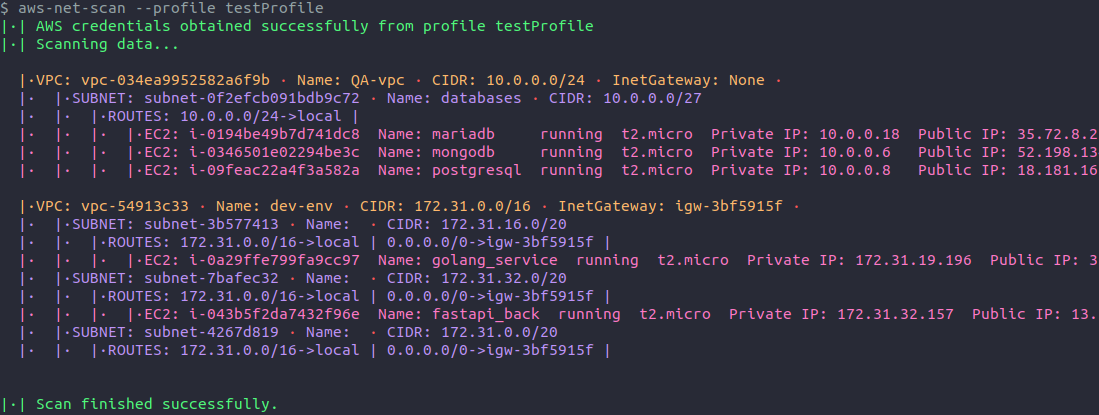 $ aws-net-scan --profile testProfile
|·| AWS credentials obtained successfully from profile testProfile
|·| Scanning data...
|·VPC: vpc-034ea9952582a6f9b · Name: QA-vpc · CIDR: 10.0.0.0/24 · InetGateway: None ·
|· |·SUBNET: subnet-0f2efcb091bdb9c72 · Name: databases · CIDR: 10.0.0.0/27
|· |· |·ROUTES: 10.0.0.0/24->local |
|· |· |· |·EC2: i-0194be49b7d741dc8 Name: mariadb running t2.micro Private IP: 10.0.0.18 Public IP: 35.72.8.2
|· |· |· |·EC2: i-0346501e02294be3c Name: mongodb running t2.micro Private IP: 10.0.0.6 Public IP: 52.198.13
|· |· |· |·EC2: i-09feac22a4f3a582a Name: postgresql running t2.micro Private IP: 10.0.0.8 Public IP: 18.181.16
|·VPC: vpc-54913c33 · Name: dev-env · CIDR: 172.31.0.0/16 · InetGateway: igw-3bf5915f ·
|· |·SUBNET: subnet-3b577413 · Name: · CIDR: 172.31.16.0/20
|· |· |·ROUTES: 172.31.0.0/16->local | 0.0.0.0/0->igw-3bf5915f |
|· |· |· |·EC2: i-0a29ffe799fa9cc97 Name: golang_service running t2.micro Private IP: 172.31.19.196 Public IP: 3
|· |·SUBNET: subnet-7bafec32 · Name: · CIDR: 172.31.32.0/20
|· |· |·ROUTES: 172.31.0.0/16->local | 0.0.0.0/0->igw-3bf5915f |
|· |· |· |·EC2: i-043b5f2da7432f96e Name: fastapi_back running t2.micro Private IP: 172.31.32.157 Public IP: 13.
|· |·SUBNET: subnet-4267d819 · Name: · CIDR: 172.31.0.0/20
|· |· |·ROUTES: 172.31.0.0/16->local | 0.0.0.0/0->igw-3bf5915f |
|·| Scan finished successfully.